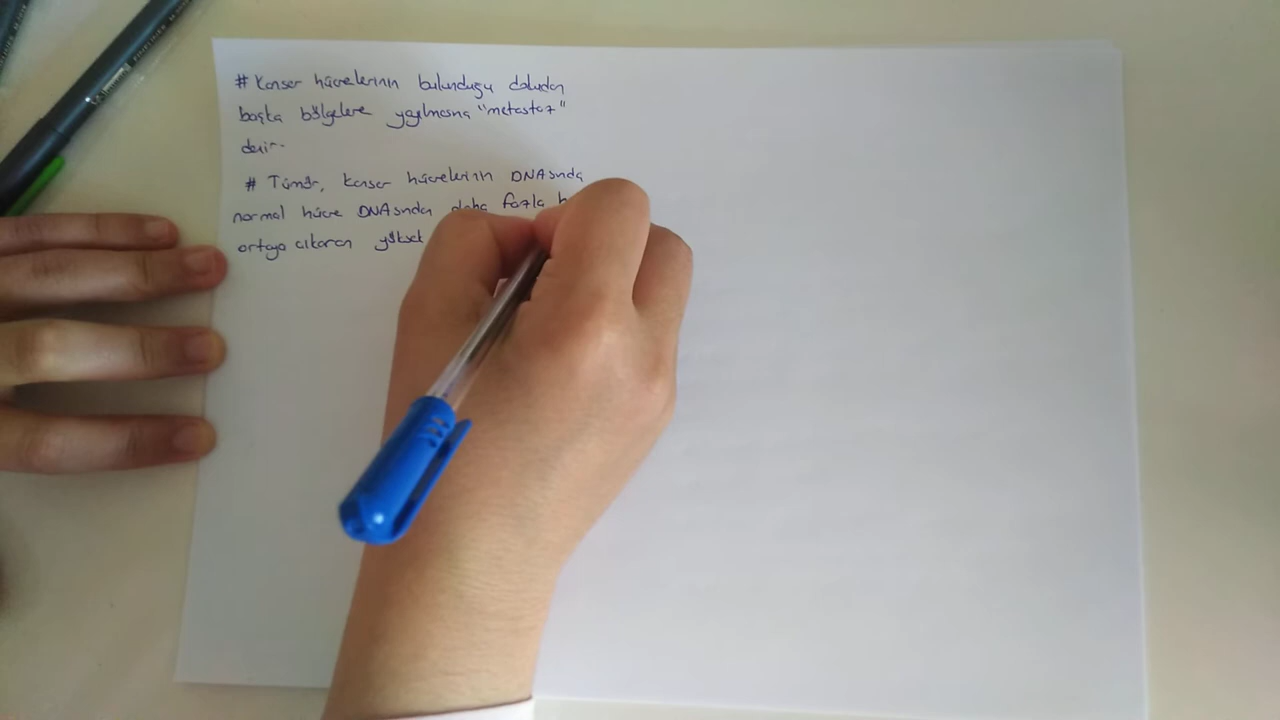 # Kanser hücrelerinin bulunduğu dokudan
başka bölgelere yayılmasına "metastaz"
denir.
# Tümör, kanser hücrelerinin DNAsında
normal hücre DNAsından daha fazla
ortaya çıkaran yüksek